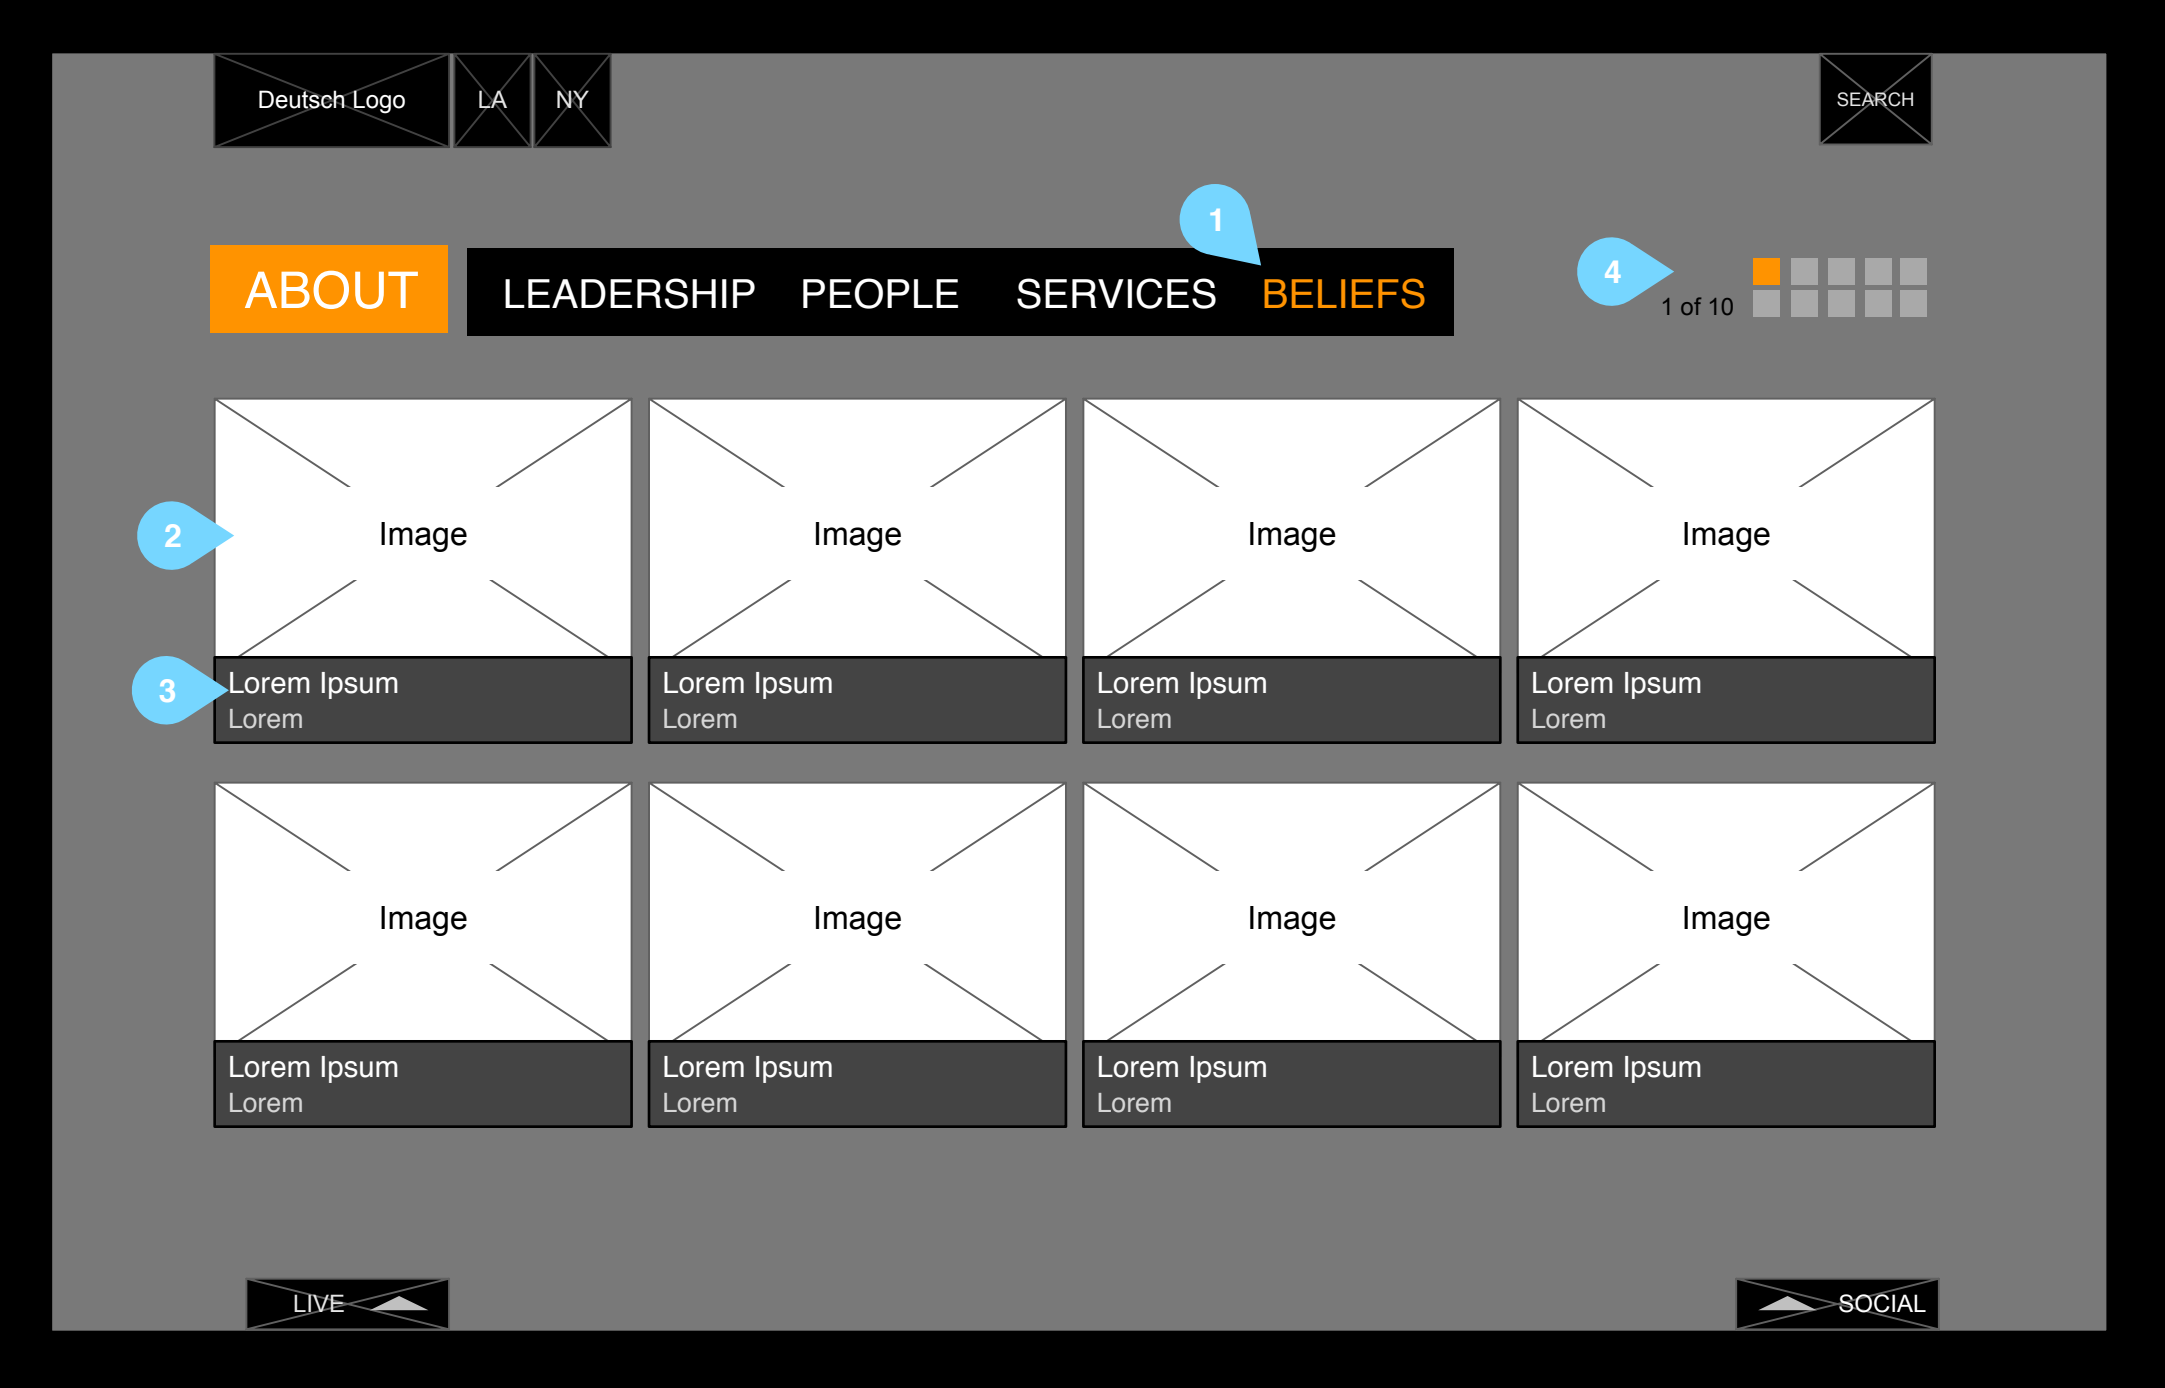 Deutsch Logo LA NY SEARCH
1
ABOUT LEADERSHIP PEOPLE SERVICES BELIEFS
4
1 of 10
2
Image Image Image Image
3
Lorem Ipsum Lorem Ipsum Lorem Ipsum Lorem Ipsum
Lorem Lorem Lorem Lorem
Image Image Image Image
Lorem Ipsum Lorem Ipsum Lorem Ipsum Lorem Ipsum
Lorem Lorem Lorem Lorem
LIVE SOCIAL